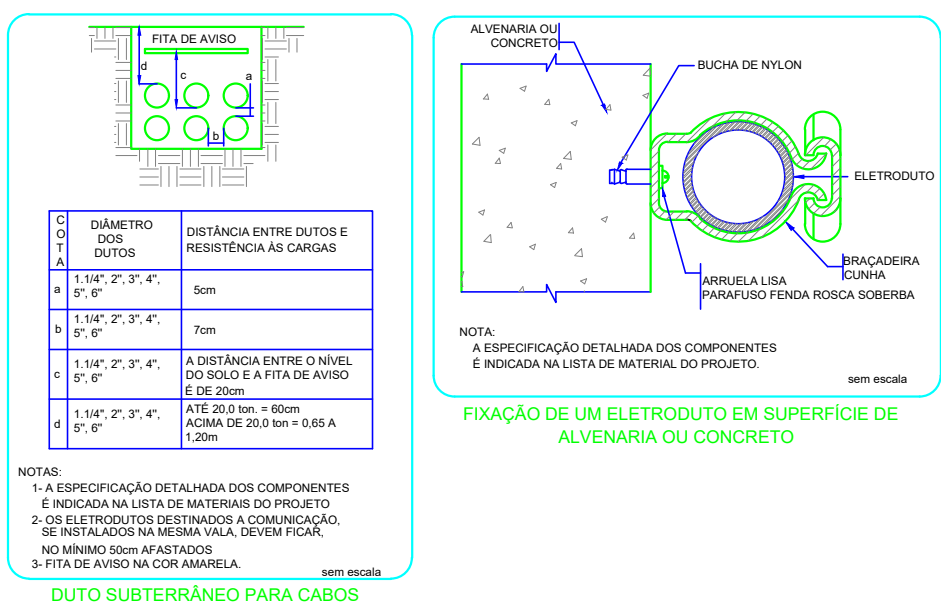 FITA DE AVISO
d
c
a
b
COTA
DIÂMETRO
DOS
DUTOS
DISTÂNCIA ENTRE DUTOS E
RESISTÊNCIA ÀS CARGAS
a
1.1/4", 2", 3", 4",
5", 6"
5cm
b
1.1/4", 2", 3", 4",
5", 6"
7cm
c
1.1/4", 2", 3", 4",
5", 6"
A DISTÂNCIA ENTRE O NÍVEL
DO SOLO E A FITA DE AVISO
É DE 20cm
d
1.1/4", 2", 3", 4",
5", 6"
ATÉ 20,0 ton. = 60cm
ACIMA DE 20,0 ton = 0,65 A
1,20m
NOTAS:
1- A ESPECIFICAÇÃO DETALHADA DOS COMPONENTES
É INDICADA NA LISTA DE MATERIAIS DO PROJETO
2- OS ELETRODUTOS DESTINADOS A COMUNICAÇÃO,
SE INSTALADOS NA MESMA VALA, DEVEM FICAR,
NO MÍNIMO 50cm AFASTADOS
3- FITA DE AVISO NA COR AMARELA.
sem escala
DUTO SUBTERRÂNEO PARA CABOS
ALVENARIA OU
CONCRETO
BUCHA DE NYLON
ELETRODUTO
BRAÇADEIRA
CUNHA
ARRUELA LISA
PARAFUSO FENDA ROSCA SOBERBA
NOTA:
A ESPECIFICAÇÃO DETALHADA DOS COMPONENTES
É INDICADA NA LISTA DE MATERIAL DO PROJETO.
sem escala
FIXAÇÃO DE UM ELETRODUTO EM SUPERFÍCIE DE
ALVENARIA OU CONCRETO